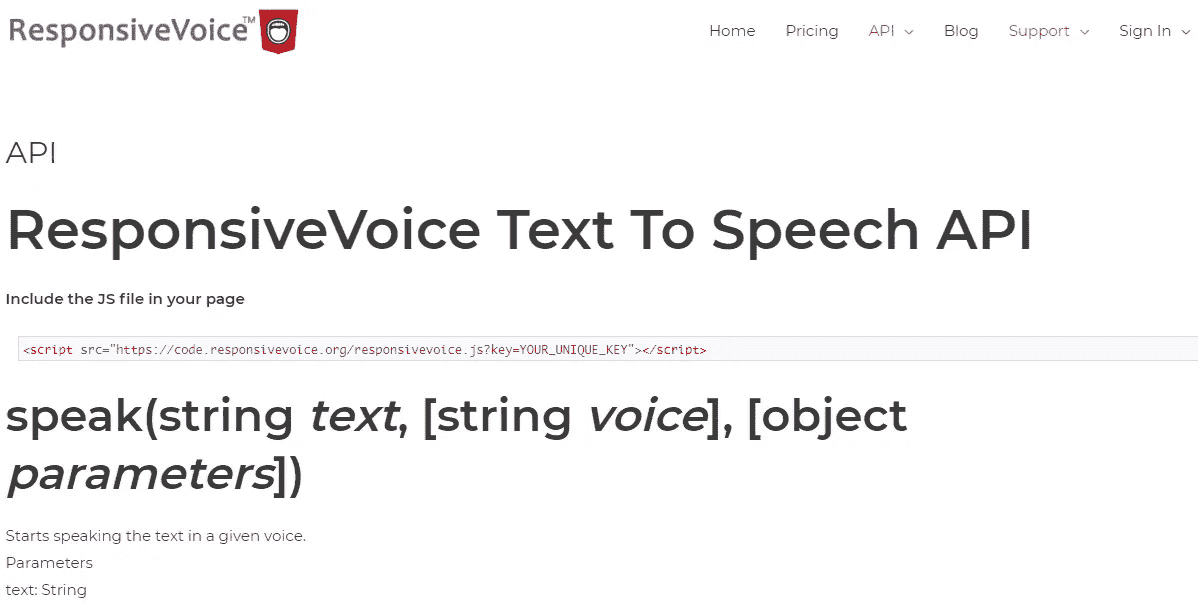 ResponsiveVoice™
Home Pricing API Blog Support Sign In
API
ResponsiveVoice Text To Speech API
Include the JS file in your page
<script src="https://code.responsivevoice.org/responsivevoice.js?key=YOUR_UNIQUE_KEY"></script>
speak(string text, [string voice], [object
parameters])
Starts speaking the text in a given voice.
Parameters
text: String